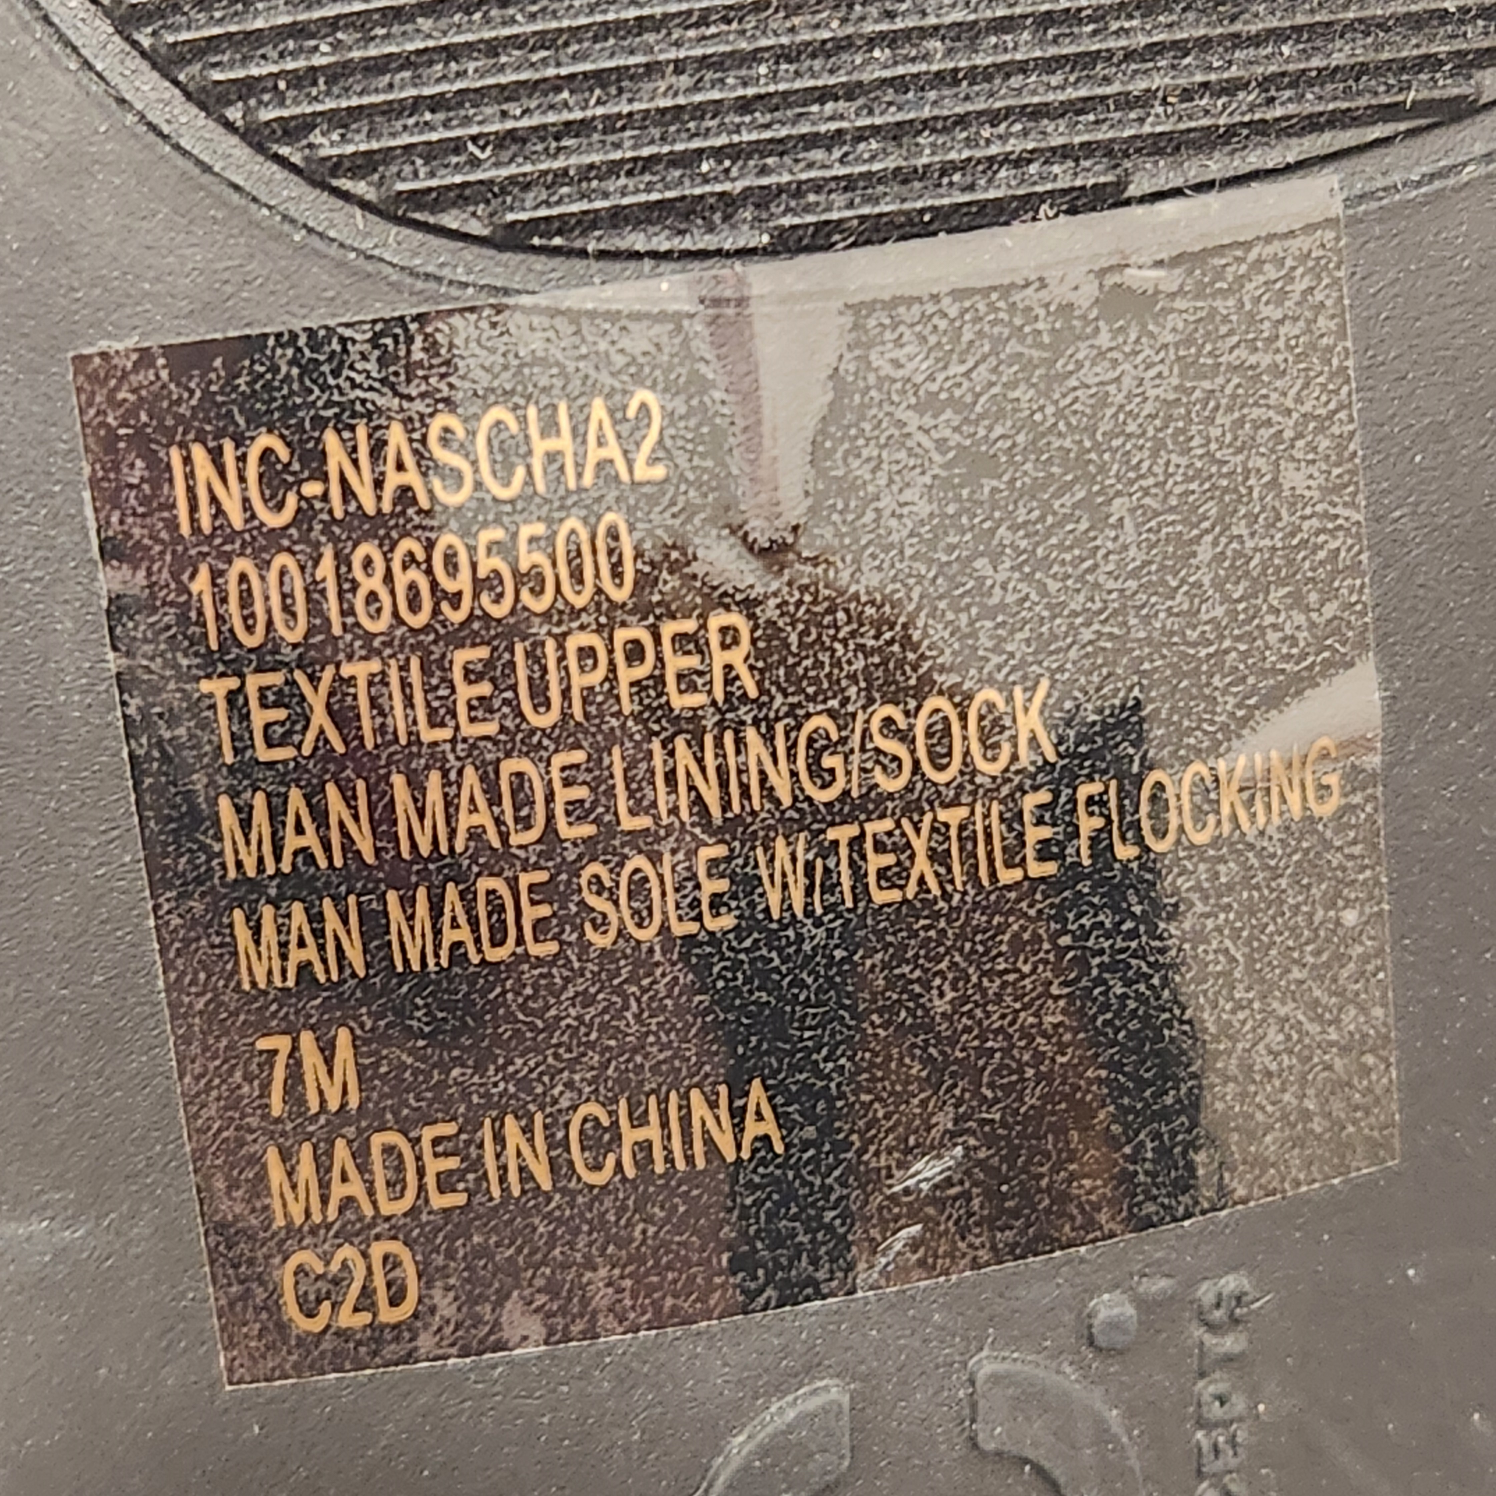 INC-NASCHA2
10018695500
TEXTILE UPPER
MAN MADE LINING/SOCK
MAN MADE SOLE W/TEXTILE FLOCKING
7M
MADE IN CHINA
C2D